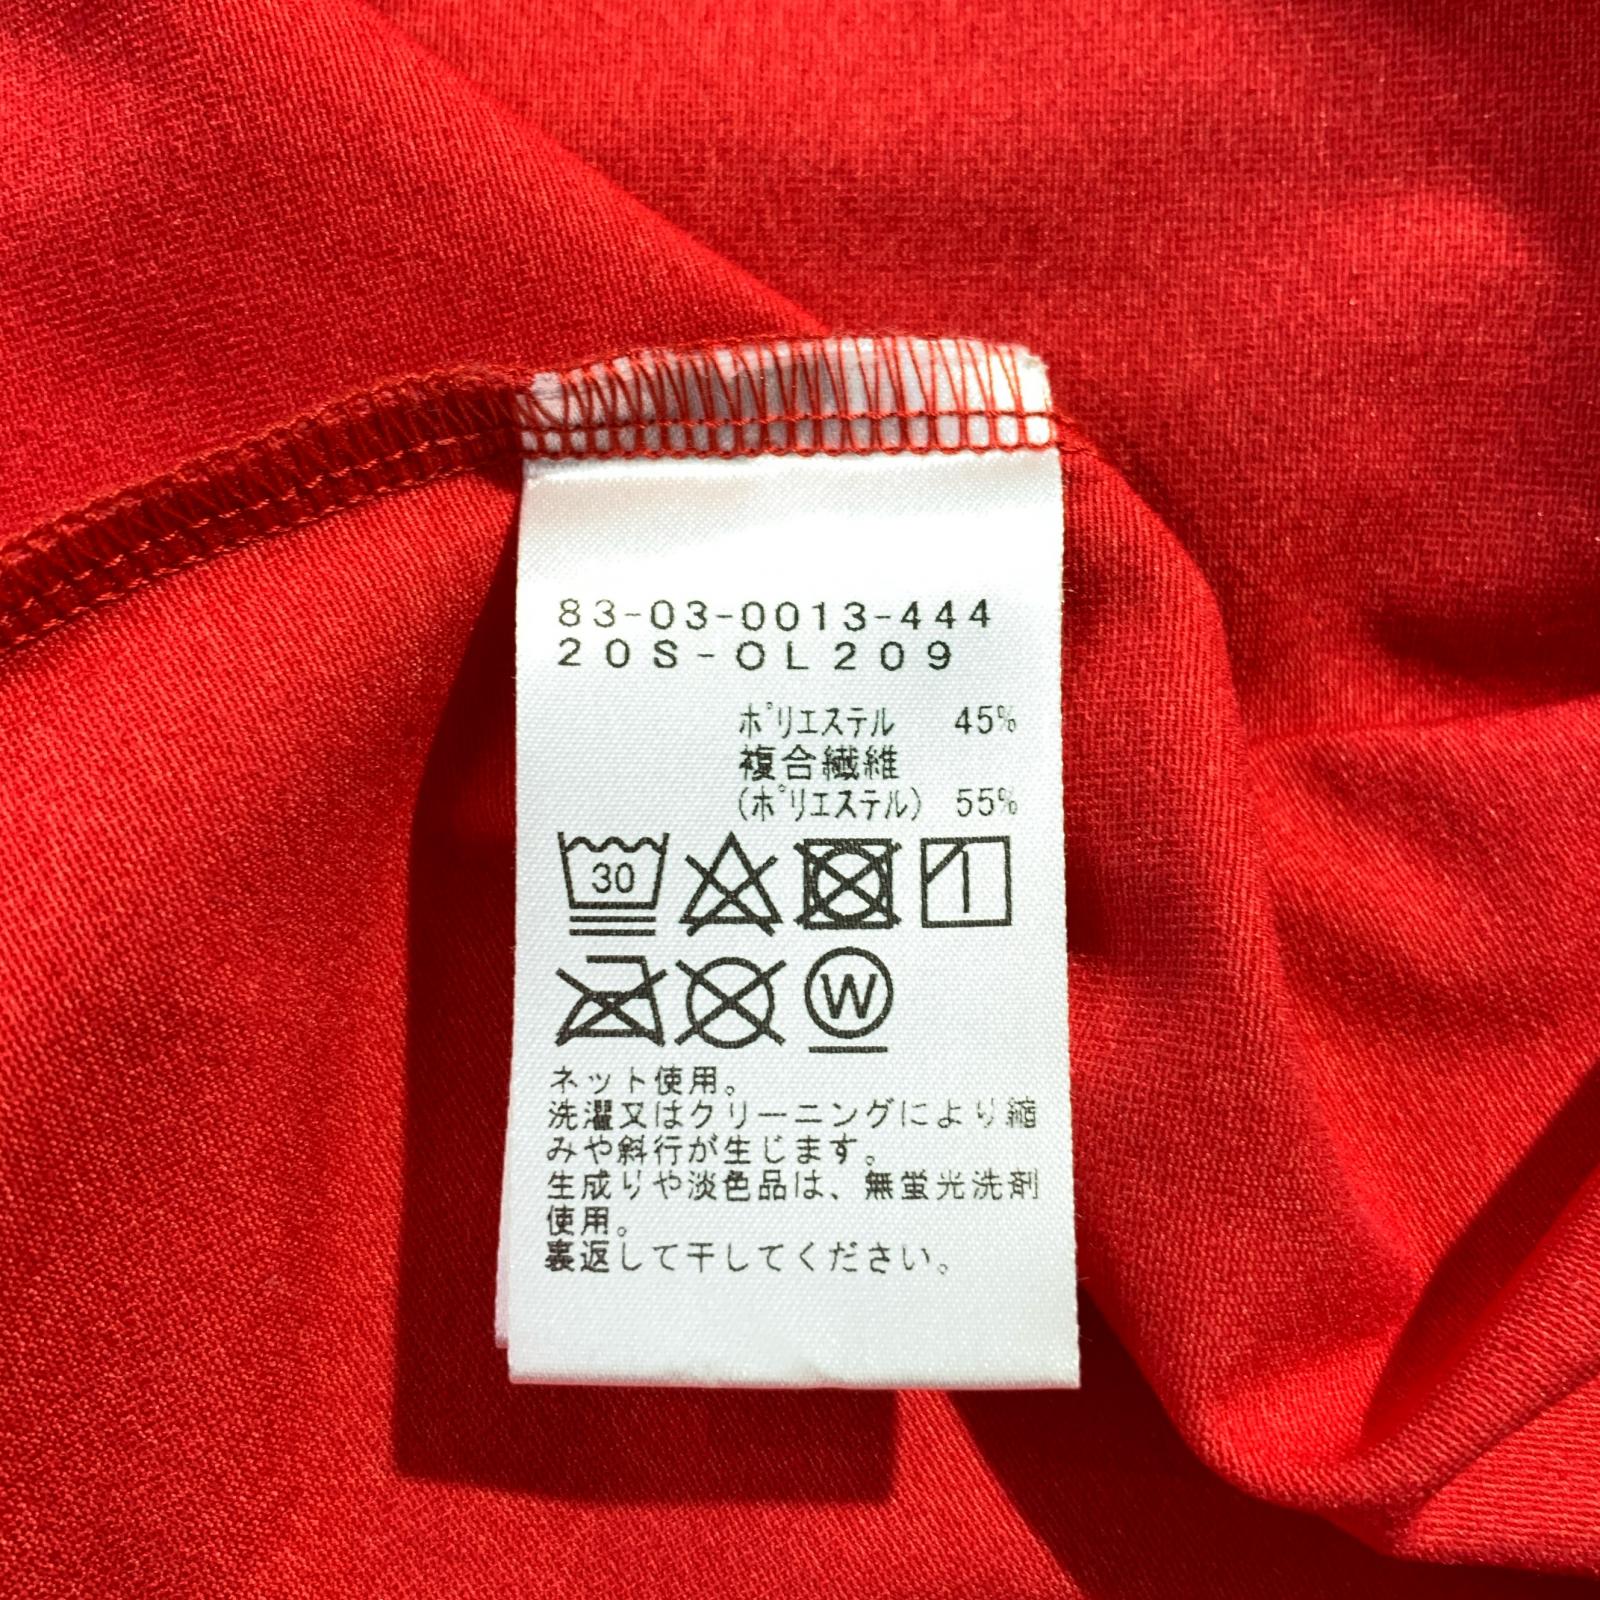 83-03-0013-444
20S-OL209
ポリエステル 45%
複合繊維
(ポリエステル) 55%
30
W
ネット使用。
洗濯又はクリーニングにより縮
みや斜行が生じます。
生成りや淡色品は、無蛍光洗剤
使用。
裏返して干してください。